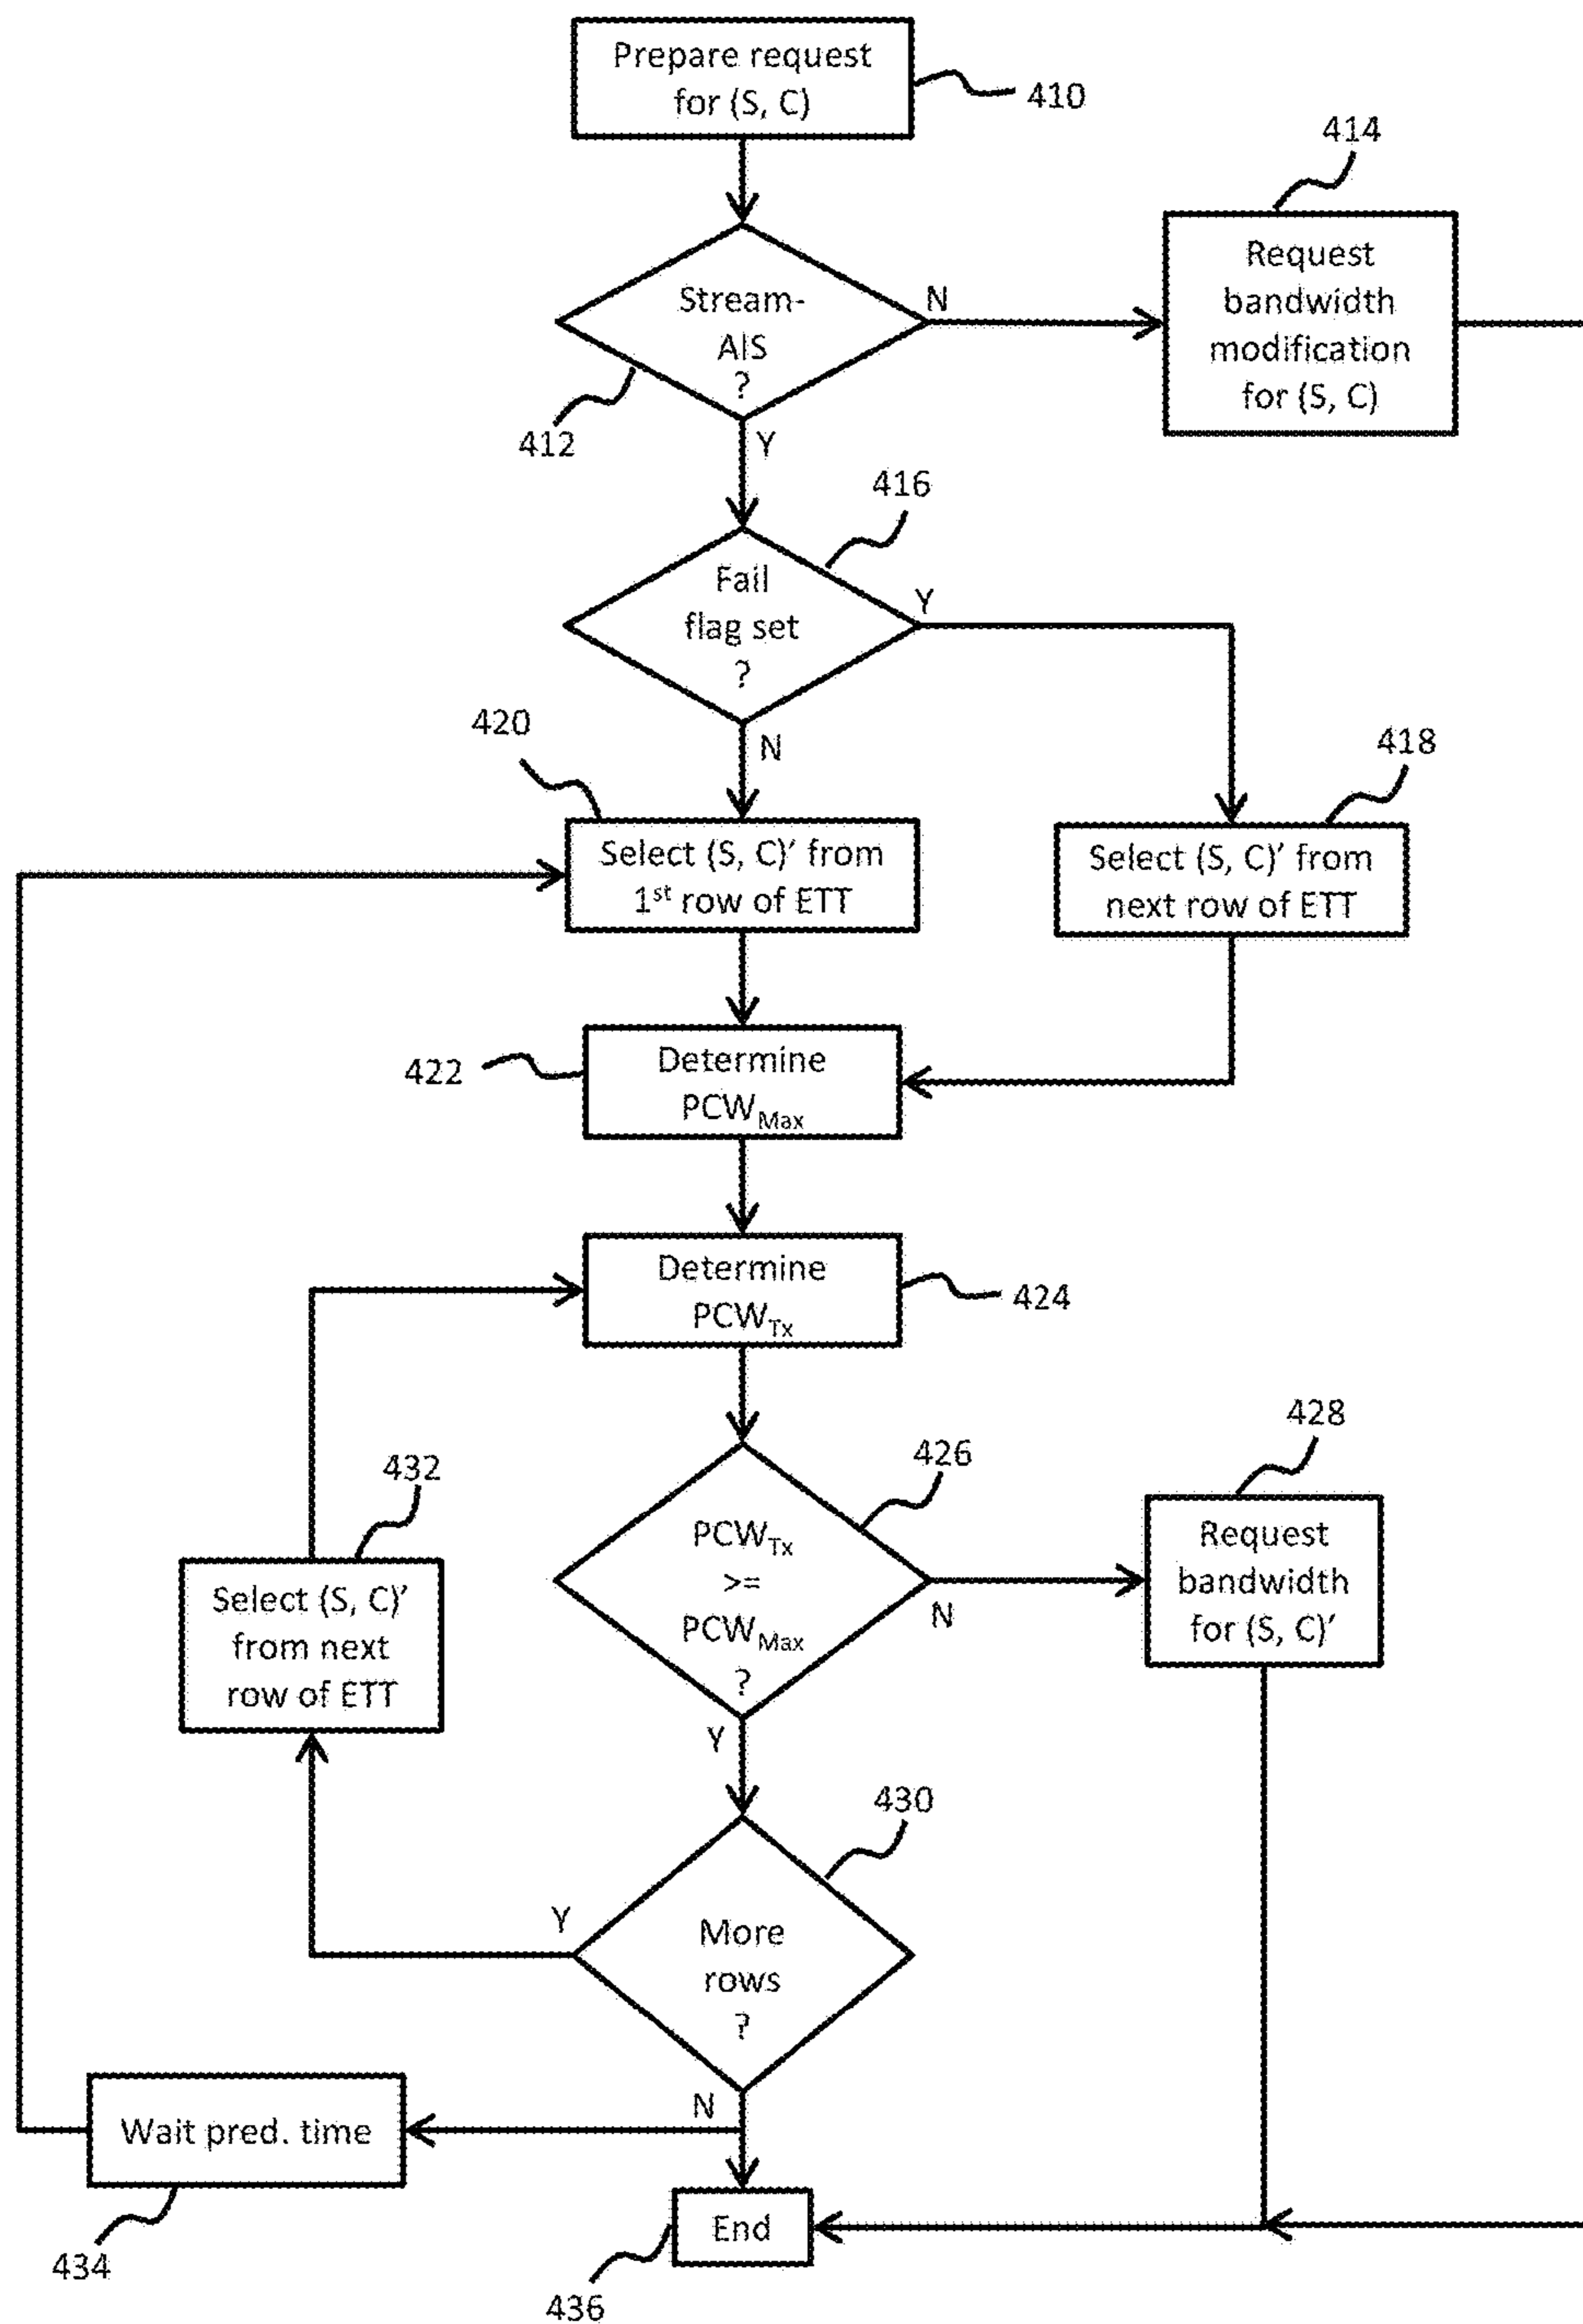 Prepare request
for (S, C)
410
414
Request
bandwidth
modification
for (S, C)
Stream-
AIS
?
N
412
Y
416
Fail
flag set
?
Y
N
420
418
Select (S, C)’ from
1st row of ETT
Select (S, C)’ from
next row of ETT
422
Determine
PCWMax
Determine
PCWTx
424
428
426
432
PCWTx
>=
PCWMax
?
N
Request
bandwidth
for (S, C)’
Select (S, C)’
from next
row of ETT
Y
430
Y
More
rows
?
N
Wait pred. time
434
End
436